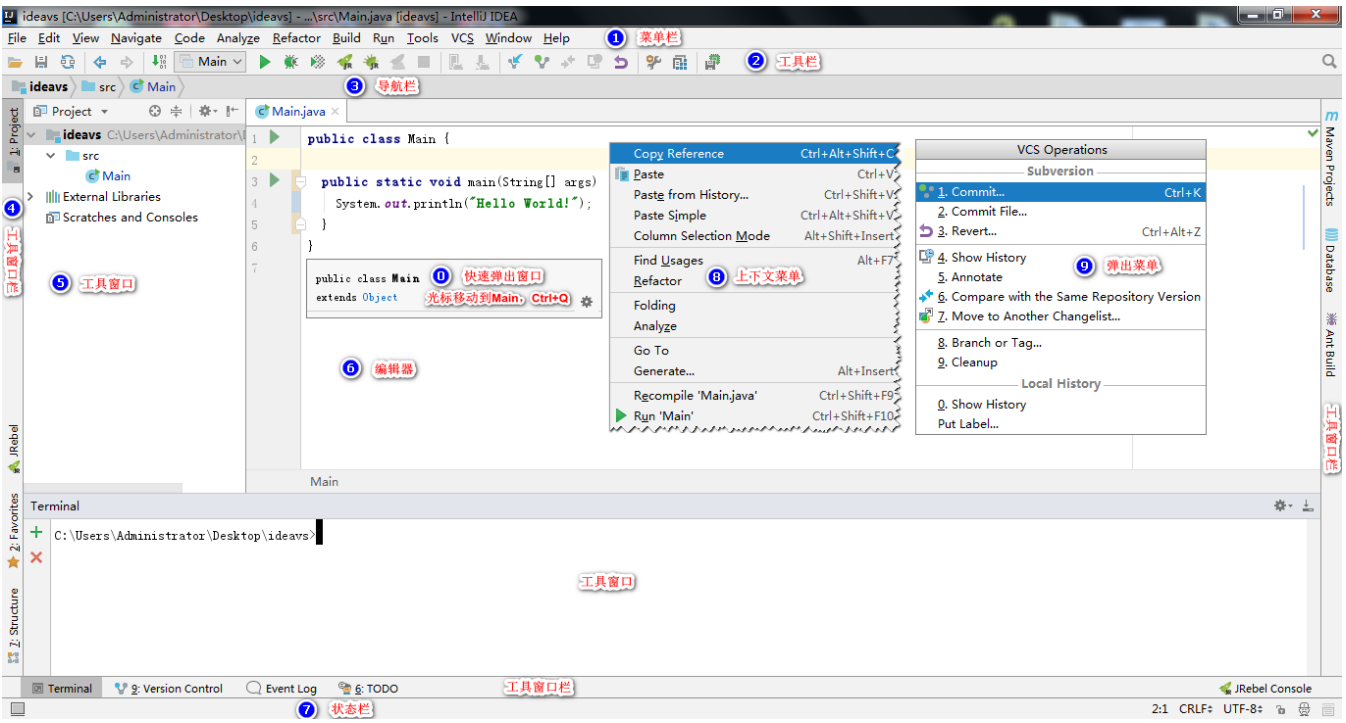 ideavs [C:\Users\Administrator\Desktop\ideavs] - ...\src\Main.java [ideavs] - IntelliJ IDEA
File Edit View Navigate Code Analyze Refactor Build Run Tools VCS Window Help 1 菜单栏
Main 2 工具栏
ideavs src Main 3 导航栏
Project
Main.java
1: Project
ideavs C:\Users\Administrator\
src
Main
External Libraries
Scratches and Consoles
4 工具窗口栏
5 工具窗口
JRebel
2: Favorites
7: Structure
1 public class Main {
2
3 public static void main(String[] args)
4 System.out.println("Hello World!");
5 }
6 }
7
public class Main 0 快速弹出窗口
extends Object 光标移动到Main，Ctrl+Q
6 编辑器
Main
Copy Reference Ctrl+Alt+Shift+C
Paste Ctrl+V
Paste from History... Ctrl+Shift+V
Paste Simple Ctrl+Alt+Shift+V
Column Selection Mode Alt+Shift+Insert
Find Usages Alt+F7
Refactor 8 上下文菜单
Folding
Analyze
Go To
Generate... Alt+Insert
Recompile 'Main.java' Ctrl+Shift+F9
Run 'Main' Ctrl+Shift+F10
VCS Operations
Subversion
1. Commit... Ctrl+K
2. Commit File...
3. Revert... Ctrl+Alt+Z
4. Show History
5. Annotate
9 弹出菜单
6. Compare with the Same Repository Version
7. Move to Another Changelist...
8. Branch or Tag...
9. Cleanup
Local History
0. Show History
Put Label...
m Maven Projects
Database
Ant Build
工具窗口栏
Terminal
C:\Users\Administrator\Desktop\ideavs>
工具窗口
Terminal 9: Version Control Event Log 6: TODO 工具窗口栏 JRebel Console
7 状态栏 2:1 CRLF UTF-8